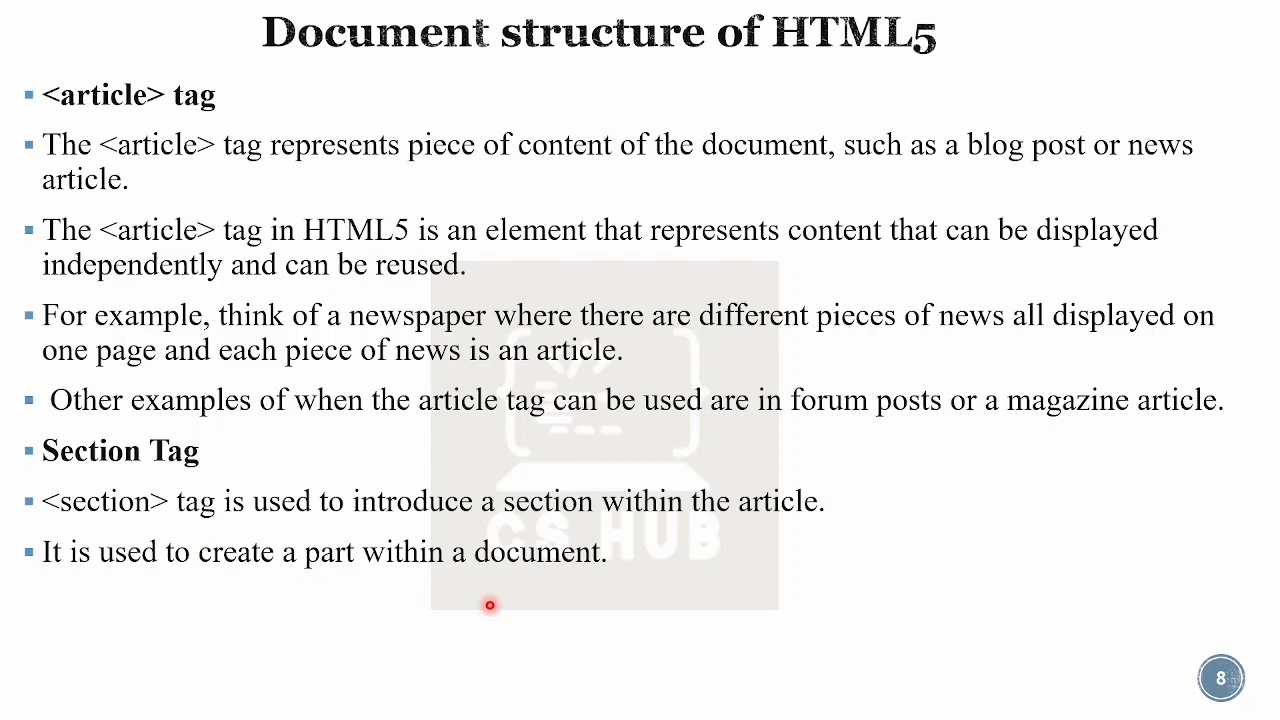 Document structure of HTML5
<article> tag
The <article> tag represents piece of content of the document, such as a blog post or news
article.
The <article> tag in HTML5 is an element that represents content that can be displayed
independently and can be reused.
For example, think of a newspaper where there are different pieces of news all displayed on
one page and each piece of news is an article.
Other examples of when the article tag can be used are in forum posts or a magazine article.
Section Tag
<section> tag is used to introduce a section within the article.
CS HUB
It is used to create a part within a document.
8